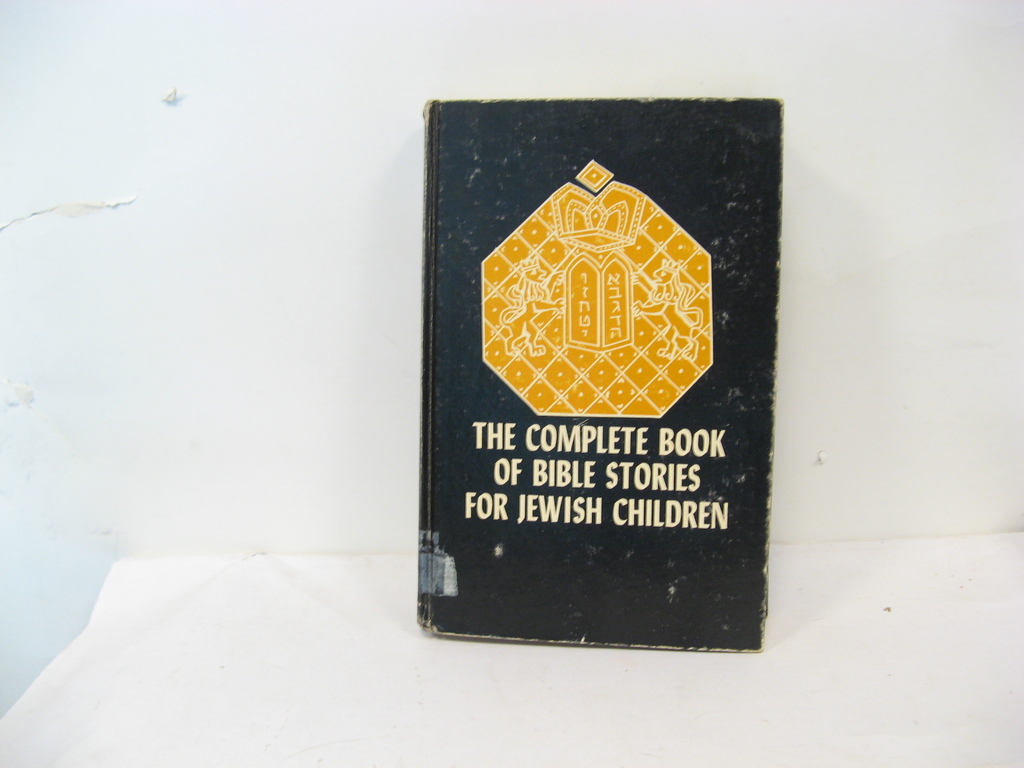 א ו
ב ז
ג ח
ד ט
ה י
THE COMPLETE BOOK
OF BIBLE STORIES
FOR JEWISH CHILDREN